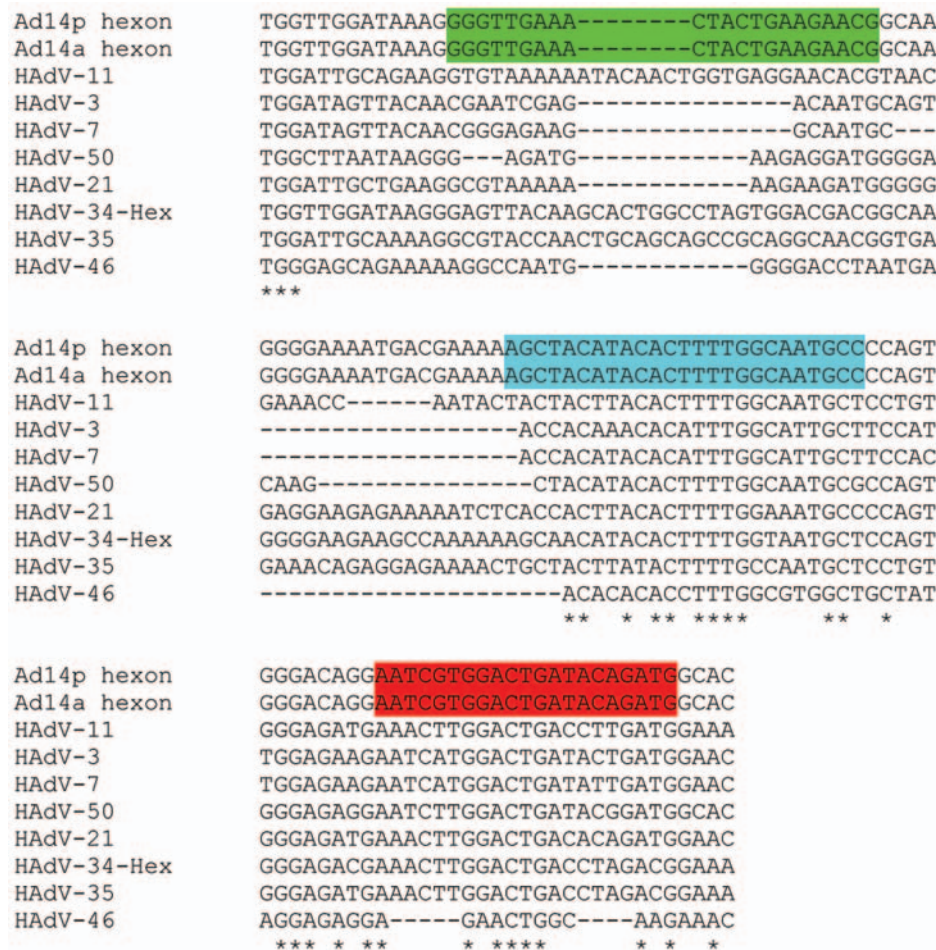 Ad14p hexon TGGTTGGATAAAGGGGTTGAAA--------CTACTGAAGAACGGCAA
Ad14a hexon TGGTTGGATAAAGGGGTTGAAA--------CTACTGAAGAACGGCAA
HAdV-11 TGGATTGCAGAAGGTGTAAAAAATACAACTGGTGAGGAACACGTAAC
HAdV-3 TGGATAGTTACAACGAATCGAG---------------ACAATGCAGT
HAdV-7 TGGATAGTTACAACGGGAGAAG---------------GCAATGC---
HAdV-50 TGGCTTAATAAGGG---AGATG------------AAGAGGATGGGGA
HAdV-21 TGGATTGCTGAAGGCGTAAAAA------------AAGAAGATGGGGG
HAdV-34-Hex TGGTTGGATAAGGGAGTTACAAGCACTGGCCTAGTGGACGACGGCAA
HAdV-35 TGGATTGCAAAAGGCGTACCAACTGCAGCAGCCGCAGGCAACGGTGA
HAdV-46 TGGGAGCAGAAAAAGGCCAATG------------GGGGACCTAATGA
***
Ad14p hexon GGGGAAAATGACGAAAAAGCTACATACACTTTTGGCAATGCCCCAGT
Ad14a hexon GGGGAAAATGACGAAAAAGCTACATACACTTTTGGCAATGCCCCAGT
HAdV-11 GAAACC------AATACTACTACTTACACTTTTGGCAATGCTCCTGT
HAdV-3 ------------------ACCACAAACACATTTGGCATTGCTTCCAT
HAdV-7 ------------------ACCACATACACATTTGGCATTGCTTCCAC
HAdV-50 CAAG---------------CTACATACACTTTTGGCAATGCGCCAGT
HAdV-21 GAGGAAGAGAAAAATCTCACCACTTACACTTTTGGAAATGCCCCAGT
HAdV-34-Hex GGGGAAGAAGCCAAAAAAGCAACATACACTTTTGGTAATGCTCCAGT
HAdV-35 GAAACAGAGGAGAAAACTGCTACTTATACTTTTGCCAATGCTCCTGT
HAdV-46 ---------------------ACACACACCTTTGGCGTGGCTGCTAT
** * ** **** ** *
Ad14p hexon GGGACAGGAATCGTGGACTGATACAGATGGCAC
Ad14a hexon GGGACAGGAATCGTGGACTGATACAGATGGCAC
HAdV-11 GGGAGATGAAACTTGGACTGACCTTGATGGAAA
HAdV-3 TGGAGAAGAATCATGGACTGATACTGATGGAAC
HAdV-7 TGGAGAAGAATCATGGACTGATATTGATGGAAC
HAdV-50 GGGAGAGGAATCTTGGACTGATACGGATGGCAC
HAdV-21 GGGAGATGAAACTTGGACTGACACAGATGGAAC
HAdV-34-Hex GGGAGACGAAACTTGGACTGACCTAGACGGAAA
HAdV-35 GGGAGATGAAACTTGGACTGACCTAGACGGAAA
HAdV-46 AGGAGAGGA-----GAACTGGC----AAGAAAC
*** * ** * **** * * *